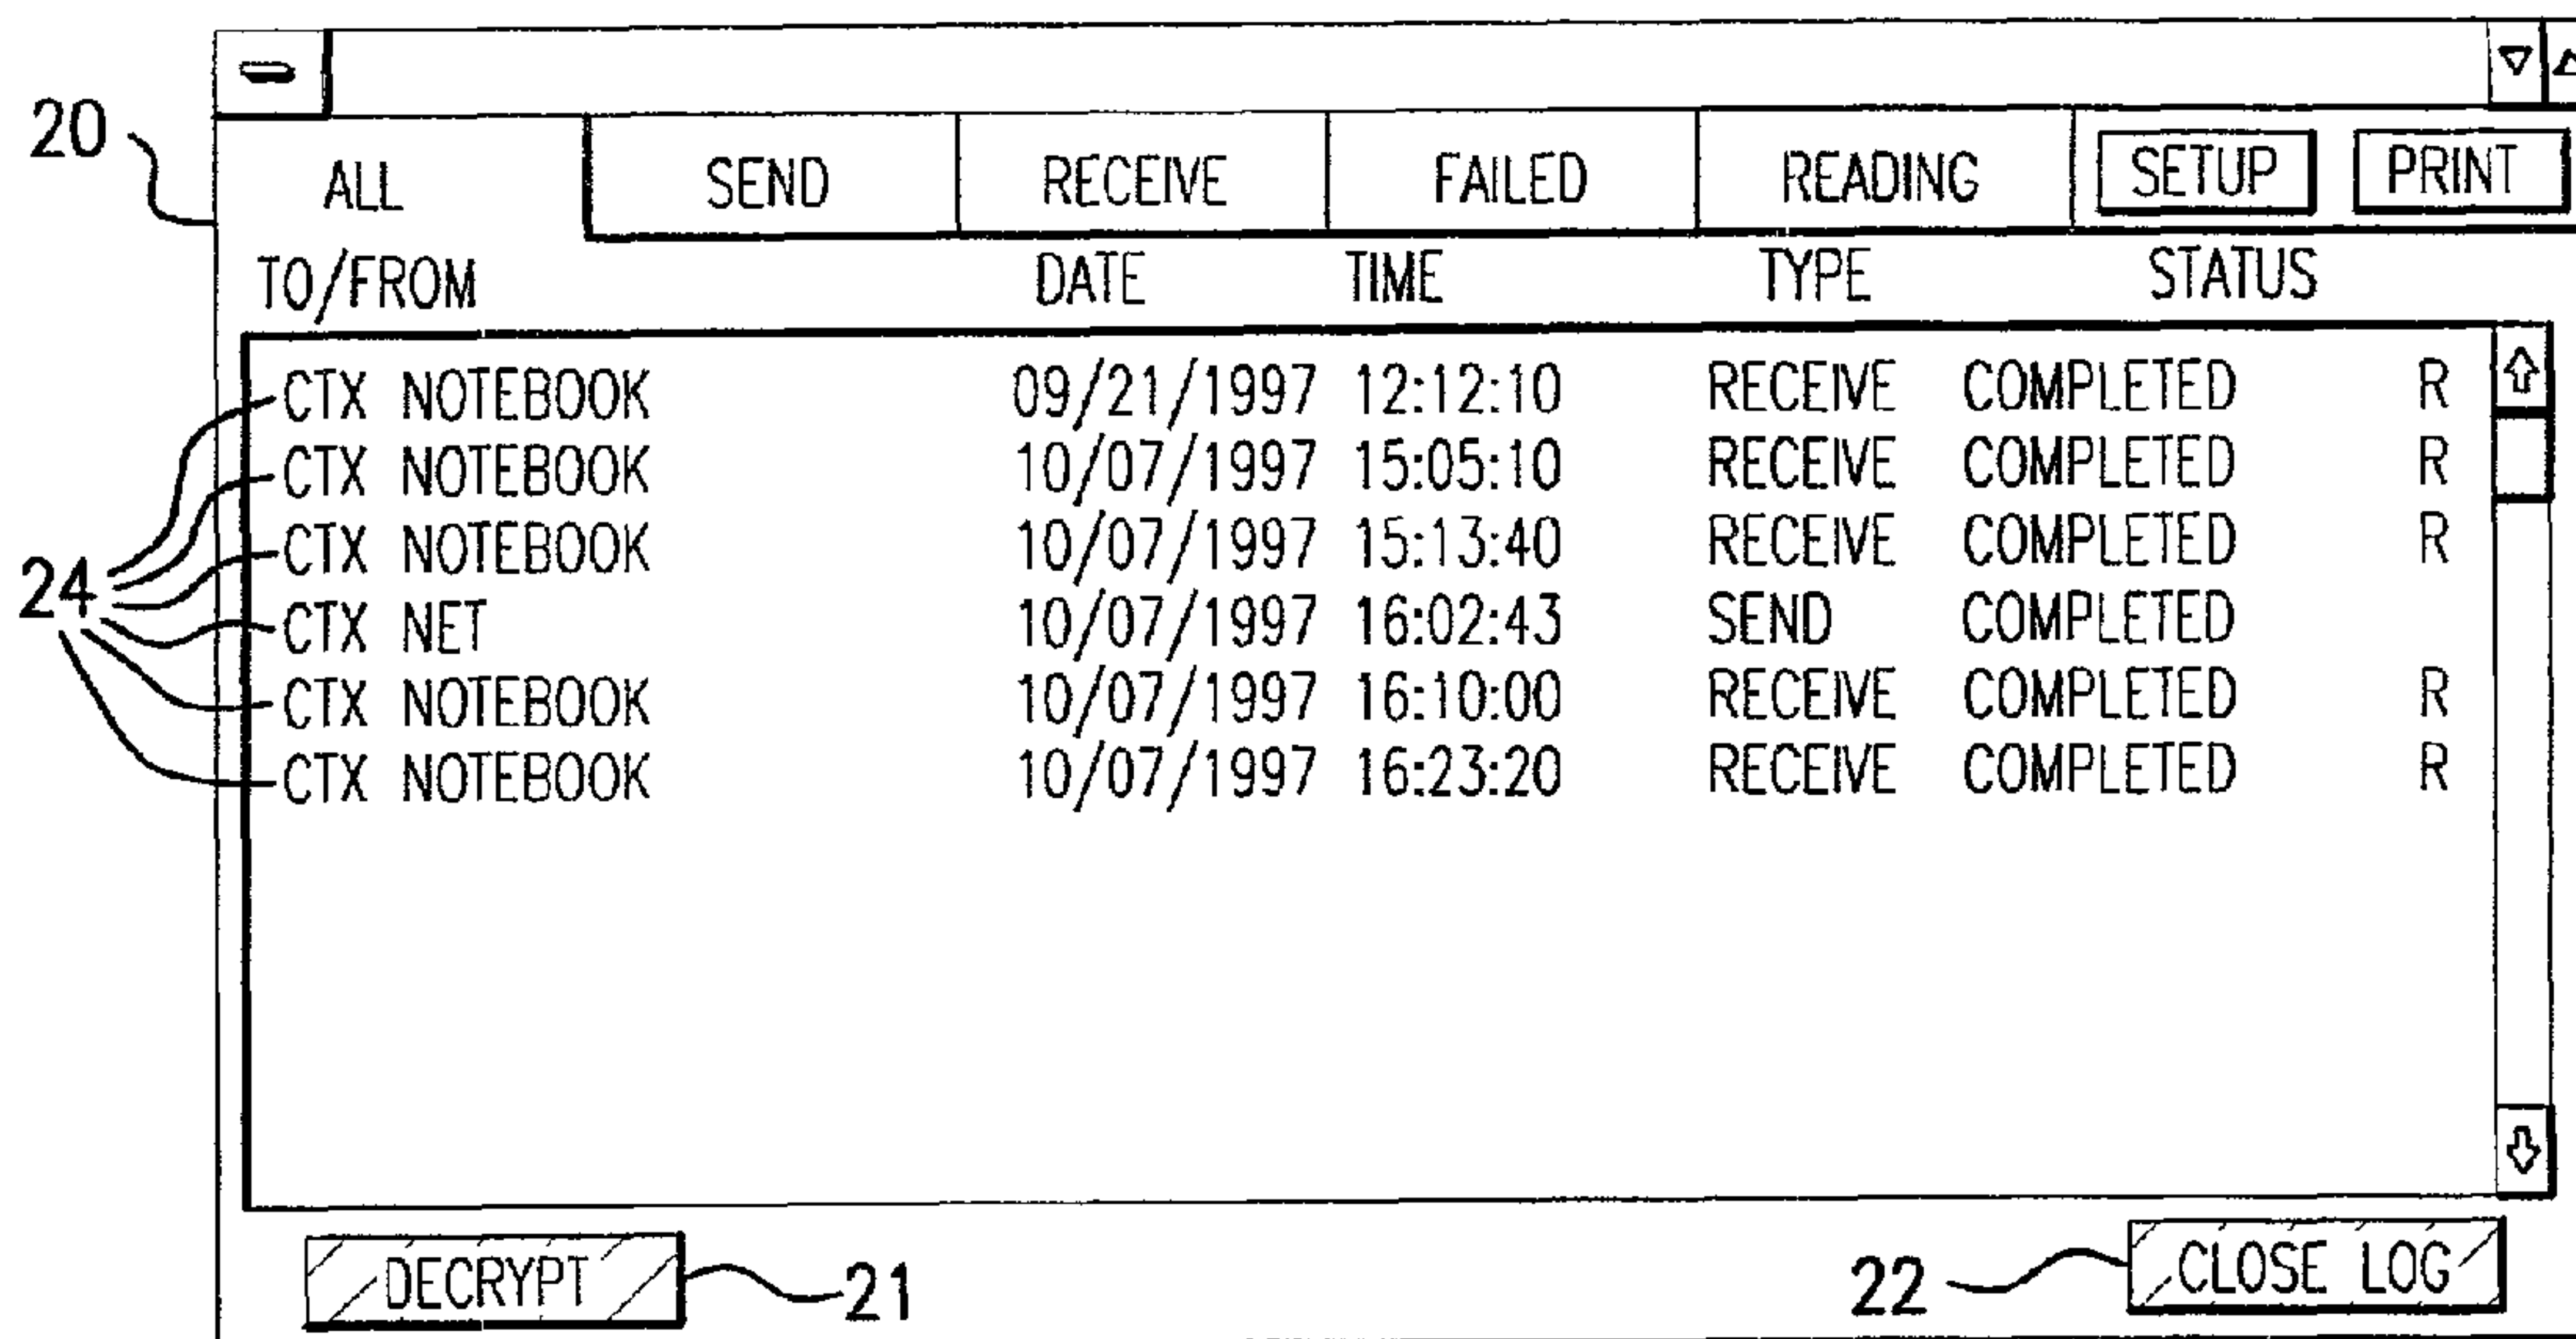 20
ALL SEND RECEIVE FAILED READING SETUP PRINT
TO/FROM DATE TIME TYPE STATUS
CTX NOTEBOOK 09/21/1997 12:12:10 RECEIVE COMPLETED R
CTX NOTEBOOK 10/07/1997 15:05:10 RECEIVE COMPLETED R
CTX NOTEBOOK 10/07/1997 15:13:40 RECEIVE COMPLETED R
24
CTX NET 10/07/1997 16:02:43 SEND COMPLETED
CTX NOTEBOOK 10/07/1997 16:10:00 RECEIVE COMPLETED R
CTX NOTEBOOK 10/07/1997 16:23:20 RECEIVE COMPLETED R
DECRYPT 21 22 CLOSE LOG